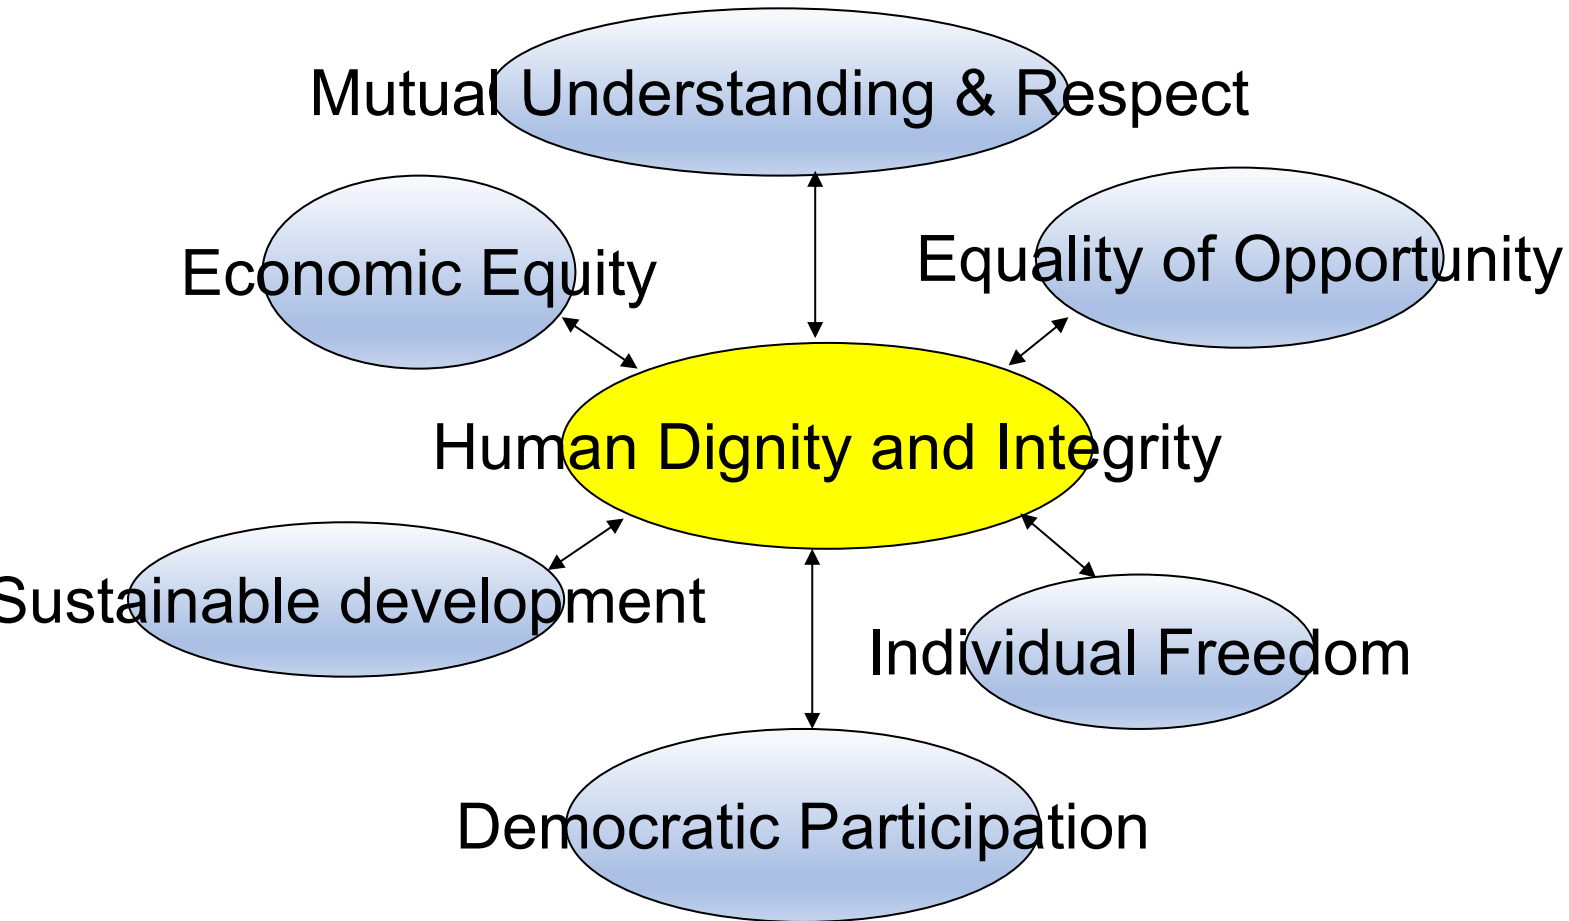 Mutual Understanding & Respect
Economic Equity
Equality of Opportunity
Human Dignity and Integrity
Sustainable development
Individual Freedom
Democratic Participation